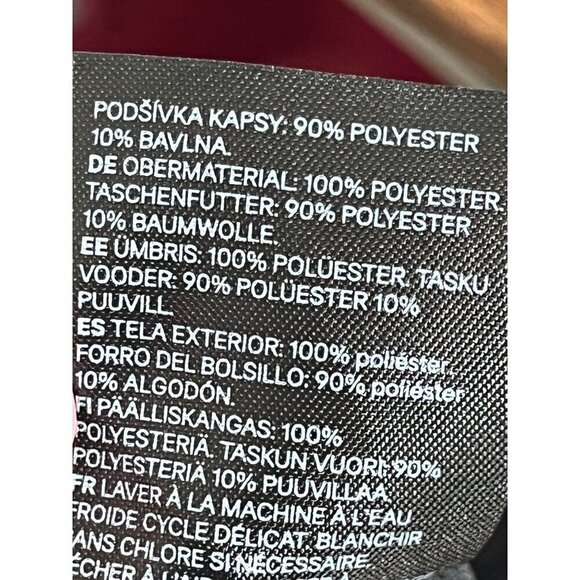 PODŠÍVKA KAPSY: 90% POLYESTER
10% BAVLNA.
DE OBERMATERIAL: 100% POLYESTER.
TASCHENFUTTER: 90% POLYESTER
10% BAUMWOLLE.
EE ÜMBRIS: 100% POLÜESTER. TASKU
VOODER: 90% POLÜESTER 10%
PUUVILL.
ES TELA EXTERIOR: 100% poliéster.
FORRO DEL BOLSILLO: 90% poliéster
10% ALGODÓN.
FI PÄÄLLISKANGAS: 100%
POLYESTERIÄ. TASKUN VUORI: 90%
POLYESTERIÄ 10% PUUVILLAA.
FR LAVER À LA MACHINE À L'EAU
FROIDE CYCLE DÉLICAT. BLANCHIR
SANS CHLORE SI NÉCESSAIRE.